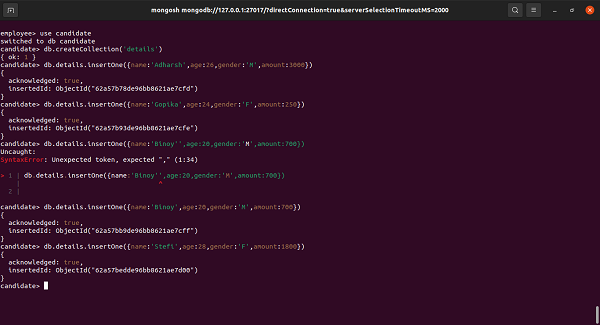 mongosh mongodb://127.0.0.1:27017/?directConnection=true&serverSelectionTimeoutMS=2000
employee> use candidate
switched to db candidate
candidate> db.createCollection('details')
{ ok: 1 }
candidate> db.details.insertOne({name:'Adharsh',age:26,gender:'M',amount:3000})
{
  acknowledged: true,
  insertedId: ObjectId("62a57b78de96bb8621ae7cfd")
}
candidate> db.details.insertOne({name:'Gopika',age:24,gender:'F',amount:250})
{
  acknowledged: true,
  insertedId: ObjectId("62a57b93de96bb8621ae7cfe")
}
candidate> db.details.insertOne({name:'Binoy'',age:20,gender:'M',amount:700})
Uncaught:
SyntaxError: Unexpected token, expected "," (1:34)
> 1 | db.details.insertOne({name:'Binoy'',age:20,gender:'M',amount:700})
    |                                   ^
  2 |
candidate> db.details.insertOne({name:'Binoy',age:20,gender:'M',amount:700})
{
  acknowledged: true,
  insertedId: ObjectId("62a57bb9de96bb8621ae7cff")
}
candidate> db.details.insertOne({name:'Stefi',age:28,gender:'F',amount:1800})
{
  acknowledged: true,
  insertedId: ObjectId("62a57bedde96bb8621ae7d00")
}
candidate>